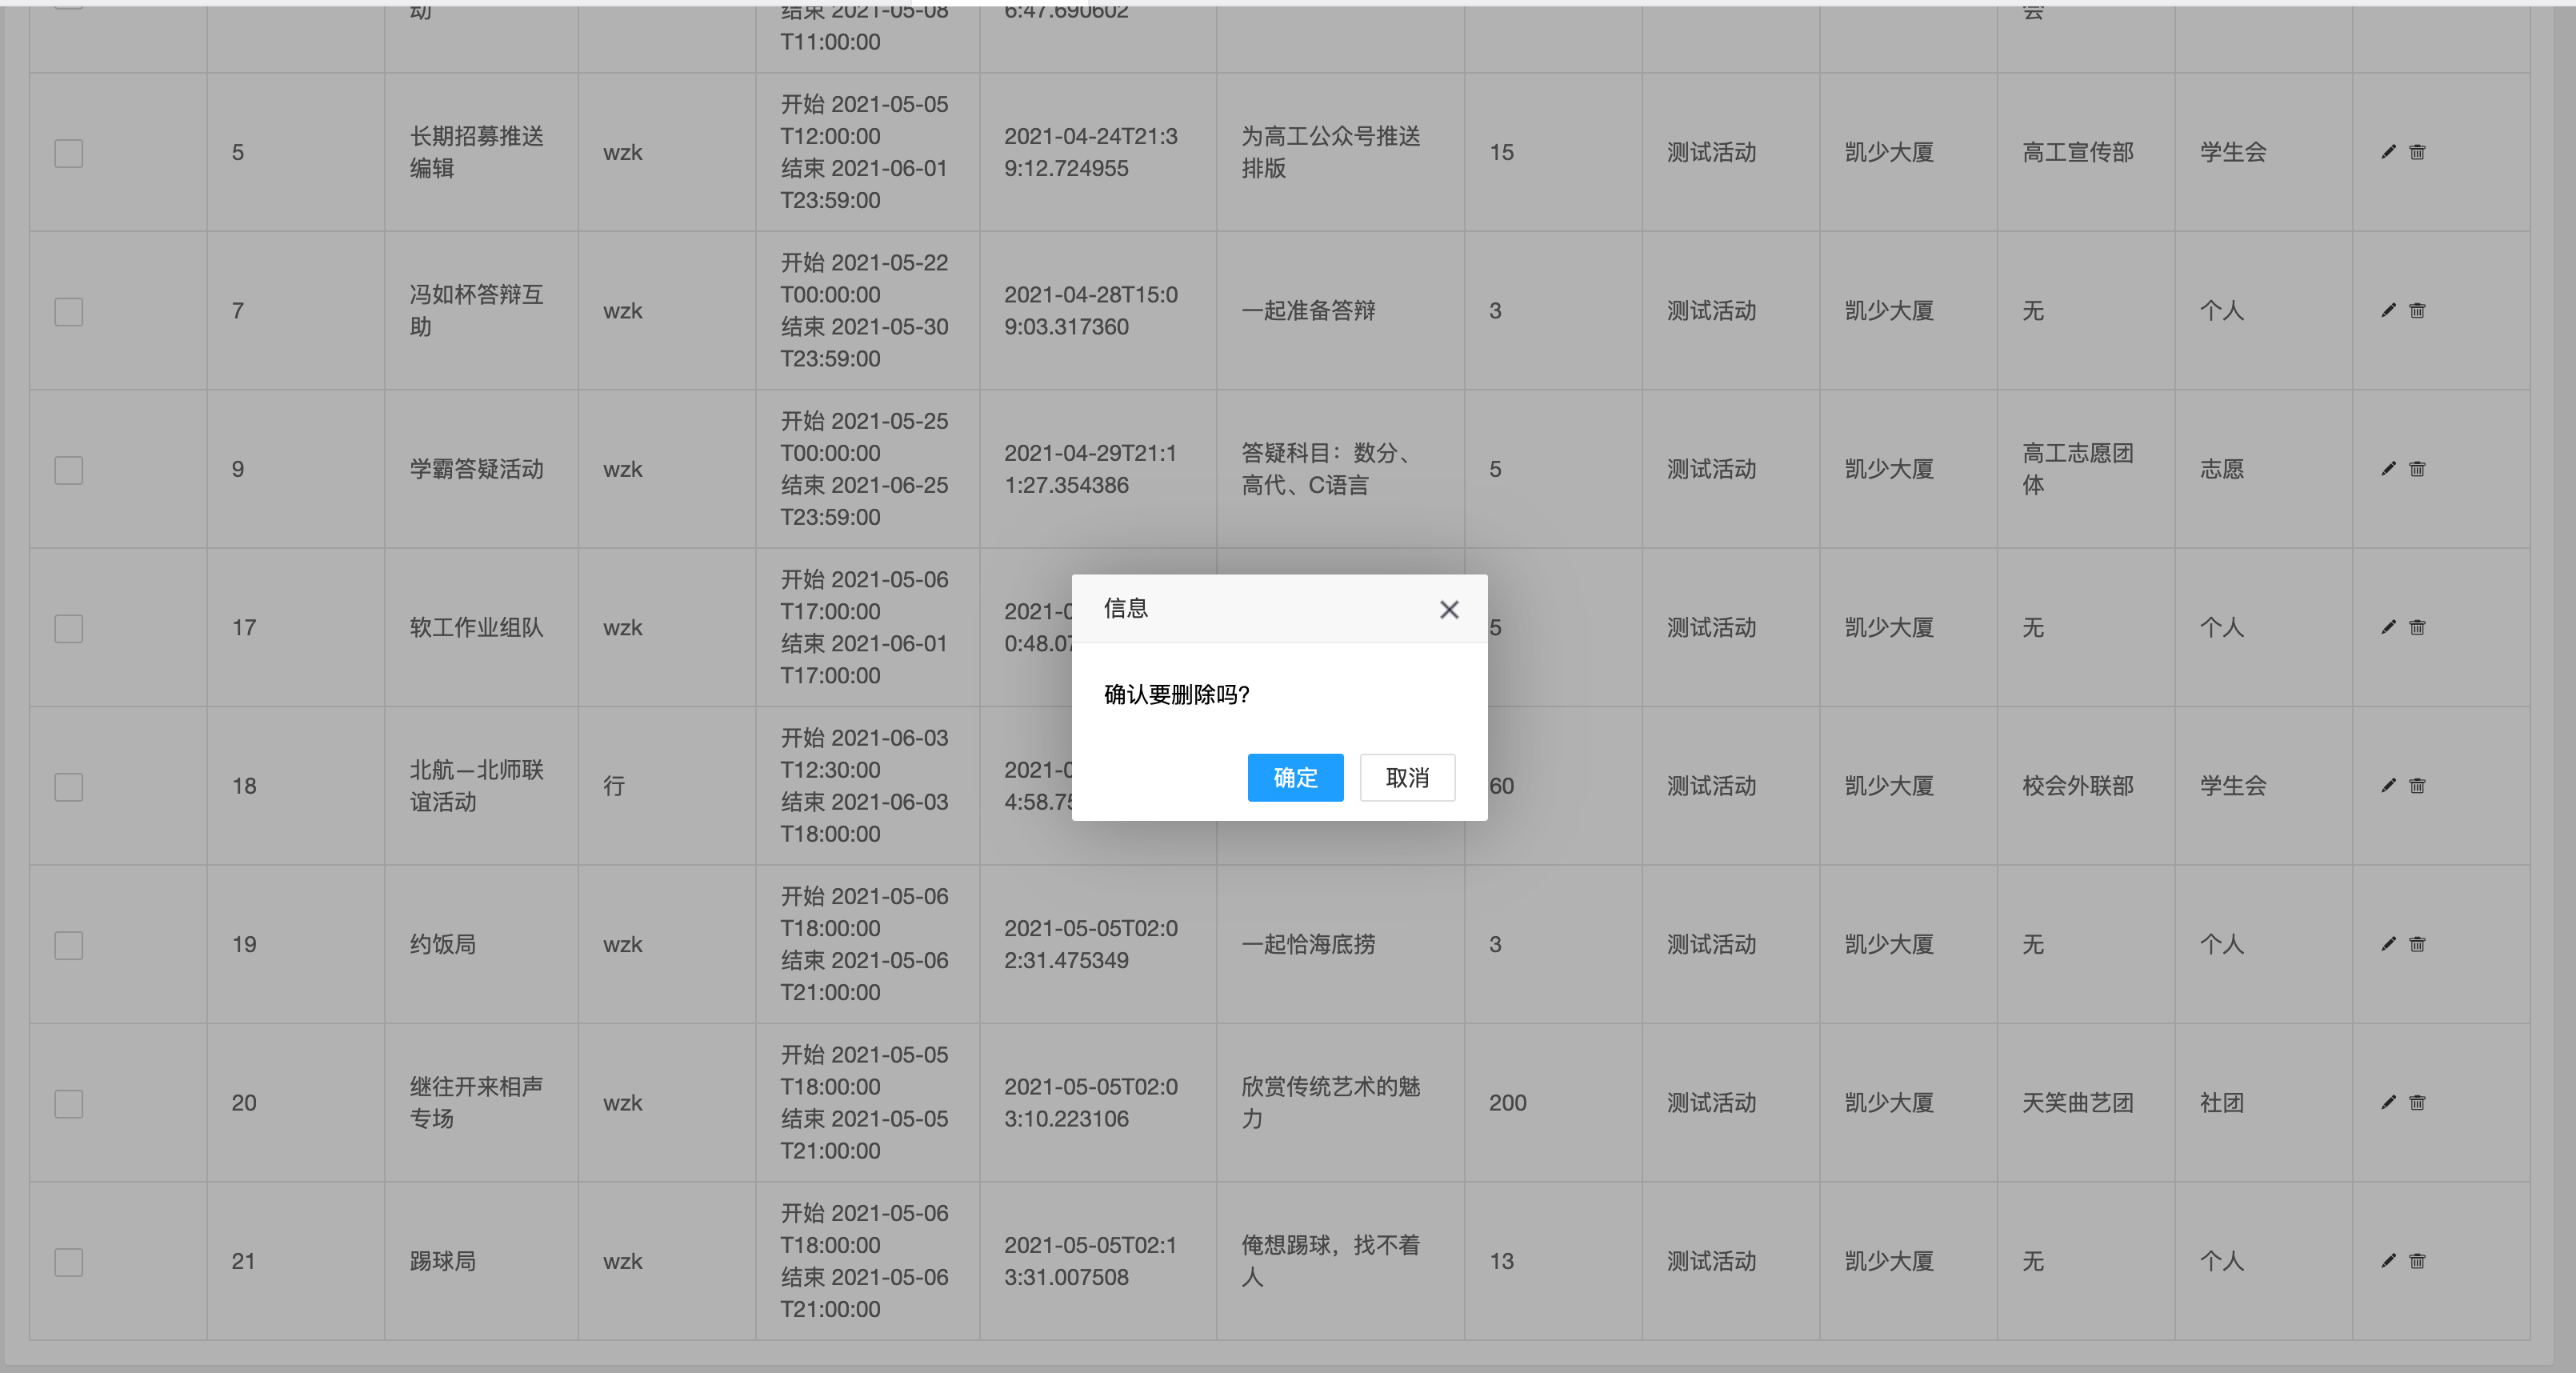 动
结束 2021-05-08
T11:00:00
6:47.690602
会
5
长期招募推送
编辑
wzk
开始 2021-05-05
T12:00:00
结束 2021-06-01
T23:59:00
2021-04-24T21:3
9:12.724955
为高工公众号推送
排版
15
测试活动
凯少大厦
高工宣传部
学生会
7
冯如杯答辩互
助
wzk
开始 2021-05-22
T00:00:00
结束 2021-05-30
T23:59:00
2021-04-28T15:0
9:03.317360
一起准备答辩
3
测试活动
凯少大厦
无
个人
9
学霸答疑活动
wzk
开始 2021-05-25
T00:00:00
结束 2021-06-25
T23:59:00
2021-04-29T21:1
1:27.354386
答疑科目：数分、
高代、C语言
5
测试活动
凯少大厦
高工志愿团
体
志愿
17
软工作业组队
wzk
开始 2021-05-06
T17:00:00
结束 2021-06-01
T17:00:00
2021-0
0:48.07
5
测试活动
凯少大厦
无
个人
信息
确认要删除吗?
确定
取消
18
北航—北师联
谊活动
行
开始 2021-06-03
T12:30:00
结束 2021-06-03
T18:00:00
2021-0
4:58.75
60
测试活动
凯少大厦
校会外联部
学生会
19
约饭局
wzk
开始 2021-05-06
T18:00:00
结束 2021-05-06
T21:00:00
2021-05-05T02:0
2:31.475349
一起恰海底捞
3
测试活动
凯少大厦
无
个人
20
继往开来相声
专场
wzk
开始 2021-05-05
T18:00:00
结束 2021-05-05
T21:00:00
2021-05-05T02:0
3:10.223106
欣赏传统艺术的魅
力
200
测试活动
凯少大厦
天笑曲艺团
社团
21
踢球局
wzk
开始 2021-05-06
T18:00:00
结束 2021-05-06
T21:00:00
2021-05-05T02:1
3:31.007508
俺想踢球，找不着
人
13
测试活动
凯少大厦
无
个人